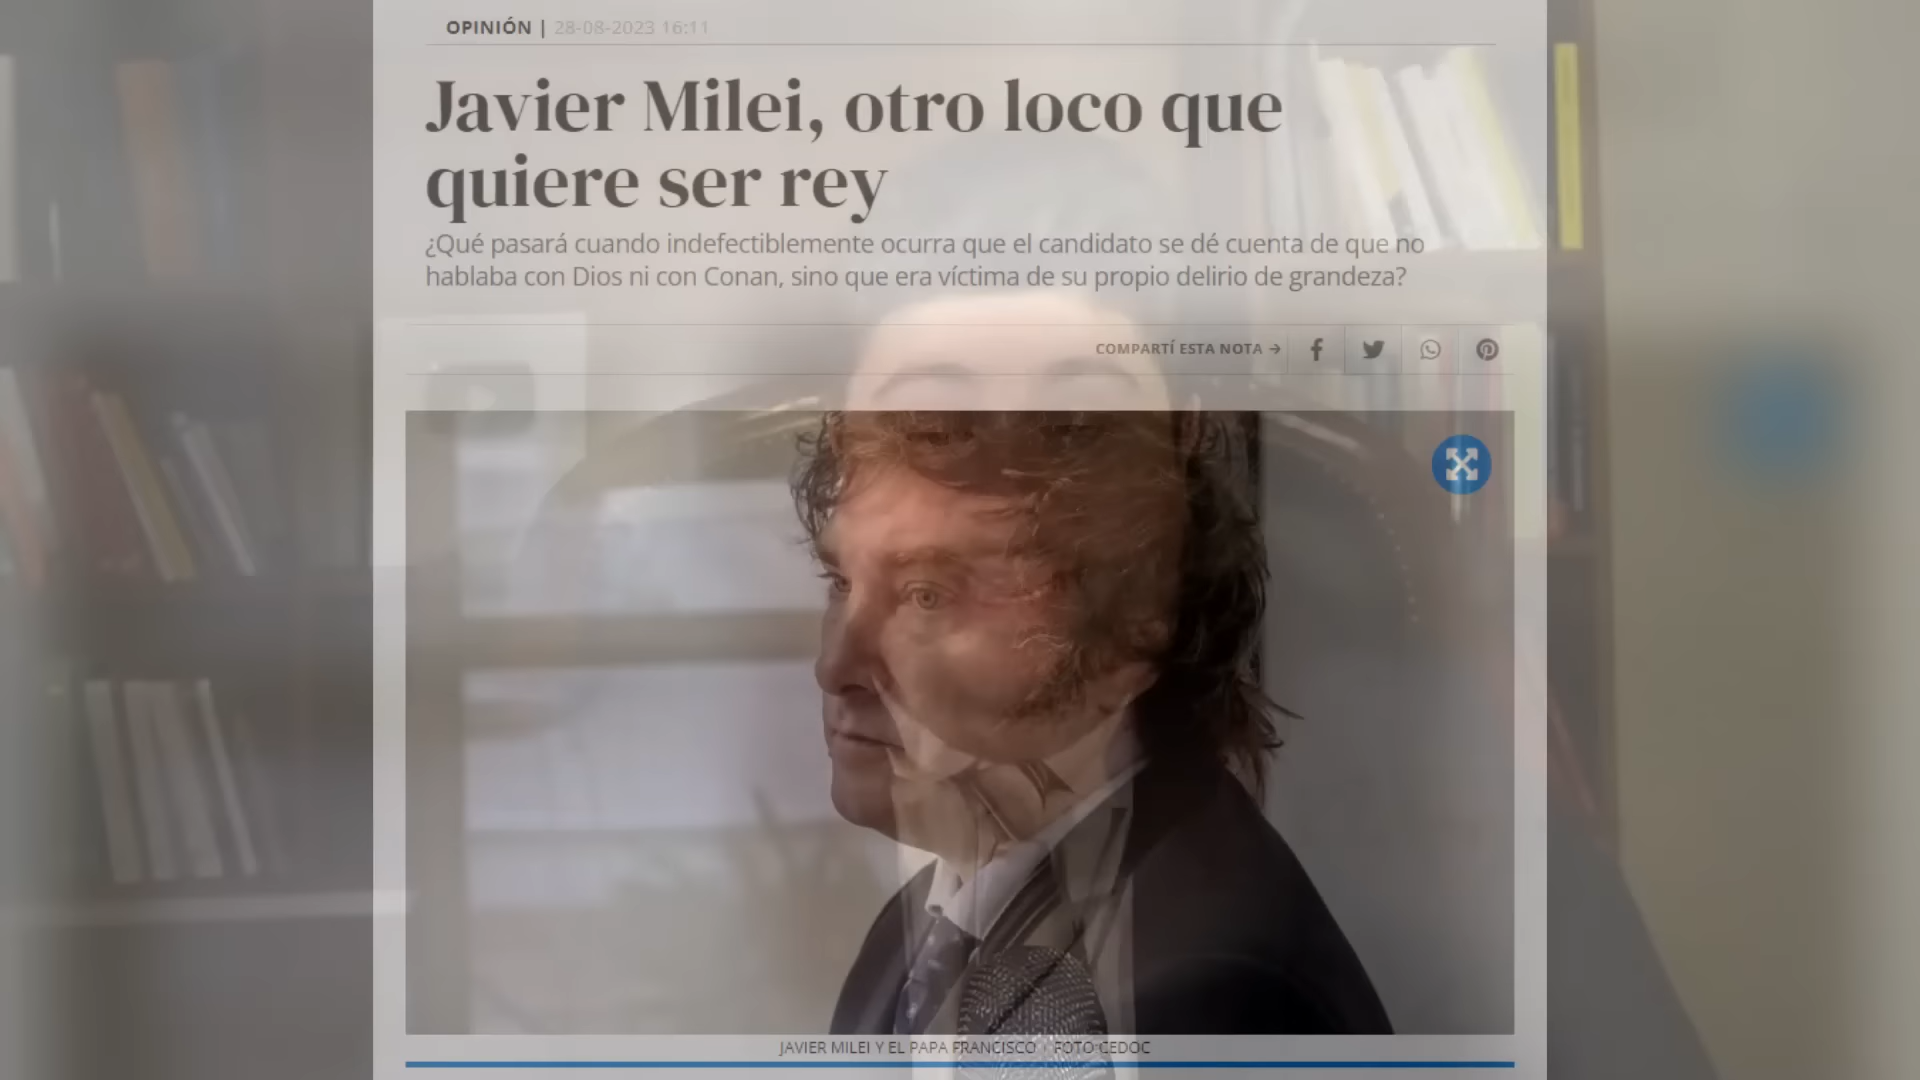 OPINIÓN | 28-08-2023 16:11
Javier Milei, otro loco que
quiere ser rey
¿Qué pasará cuando indefectiblemente ocurra que el candidato se dé cuenta de que no
hablaba con Dios ni con Conan, sino que era víctima de su propio delirio de grandeza?
COMPARTÍ ESTA NOTA →
JAVIER MILEI Y EL PAPA FRANCISCO | FOTO CEDOC